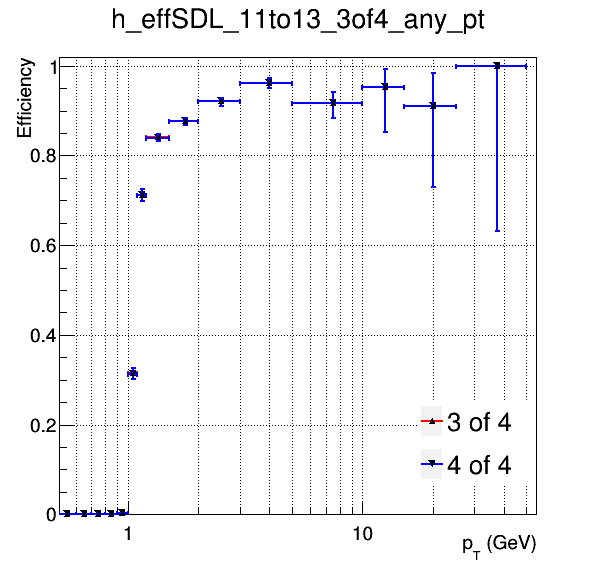 h_effSDL_11to13_3of4_any_pt
Efficiency
1
0.8
0.6
0.4
0.2
0
3 of 4
4 of 4
1
10
p_T (GeV)